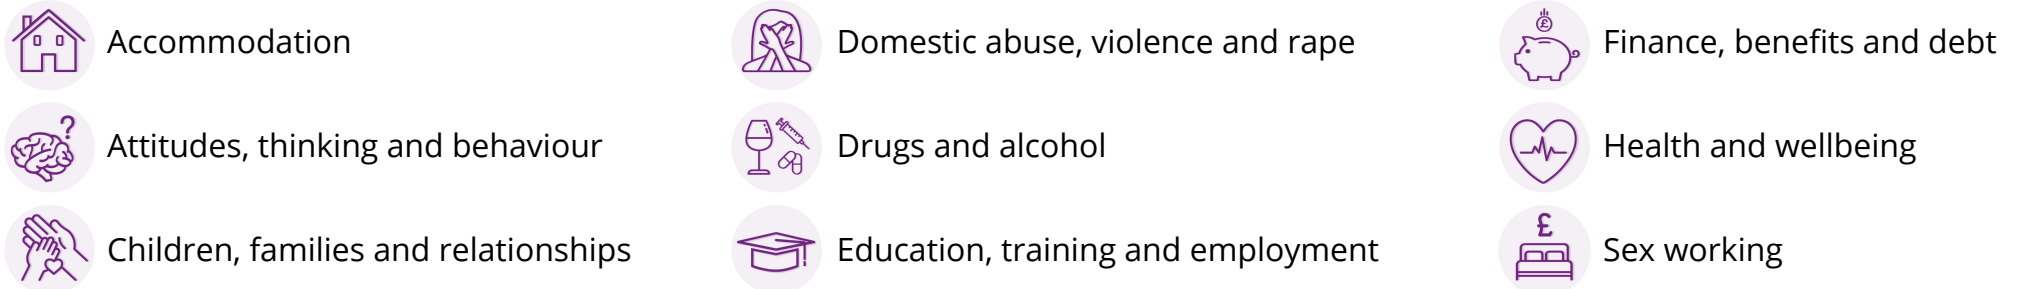 Accommodation
Attitudes, thinking and behaviour
Children, families and relationships
Domestic abuse, violence and rape
Drugs and alcohol
Education, training and employment
£
Finance, benefits and debt
?
Health and wellbeing
£
Sex working